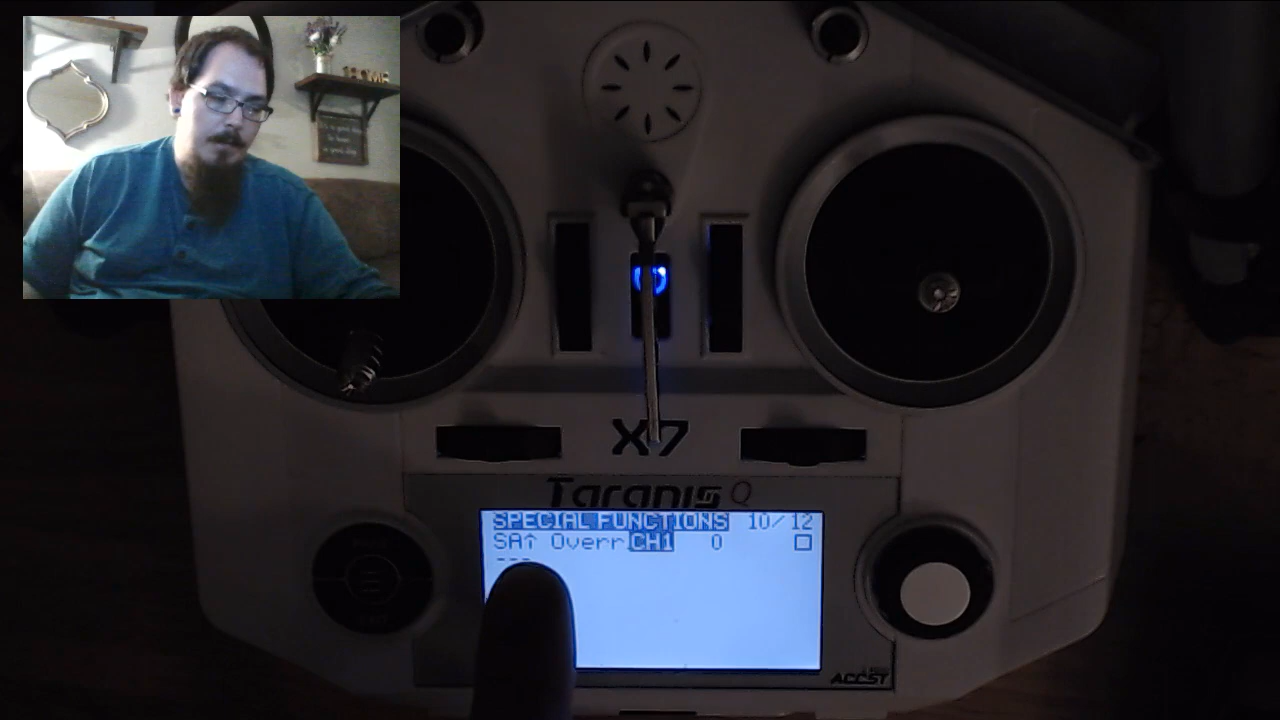 X7
Taranis Q
SPECIAL FUNCTIONS 10/12
SA↑ Overr CH1 0
---
ACCST